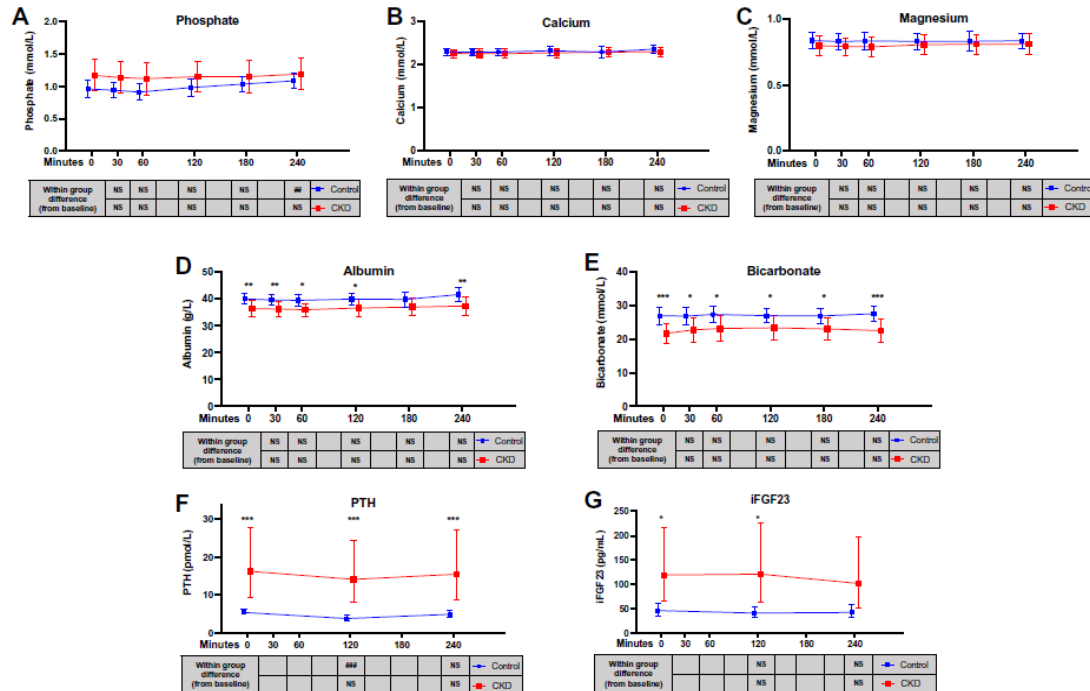 A
Phosphate
Phosphate (mmol/L)
2.0
1.5
1.0
0.5
0.0
Minutes 0 30 60 120 180 240
Within group difference (from baseline)
NS NS NS NS ## Control
NS NS NS NS NS CKD
B
Calcium
Calcium (mmol/L)
3
2
1
0
Minutes 0 30 60 120 180 240
Within group difference (from baseline)
NS NS NS NS NS Control
NS NS NS NS NS CKD
C
Magnesium
Magnesium (mmol/L)
1.0
0.5
0.0
Minutes 0 30 60 120 180 240
Within group difference (from baseline)
NS NS NS NS NS Control
NS NS NS NS NS CKD
D
Albumin
Albumin (g/L)
50
40
30
20
10
0
** ** * * **
Minutes 0 30 60 120 180 240
Within group difference (from baseline)
NS NS NS NS NS Control
NS NS NS NS NS CKD
E
Bicarbonate
Bicarbonate (mmol/L)
40
30
20
10
0
*** * * * * ***
Minutes 0 30 60 120 180 240
Within group difference (from baseline)
NS NS NS NS NS Control
NS NS NS NS NS CKD
F
PTH
PTH (pmol/L)
30
20
10
0
*** *** ***
Minutes 0 30 60 120 180 240
Within group difference (from baseline)
### NS Control
NS NS CKD
G
iFGF23
iFGF23 (pg/mL)
250
200
150
100
50
0
* *
Minutes 0 30 60 120 180 240
Within group difference (from baseline)
NS NS Control
NS NS CKD